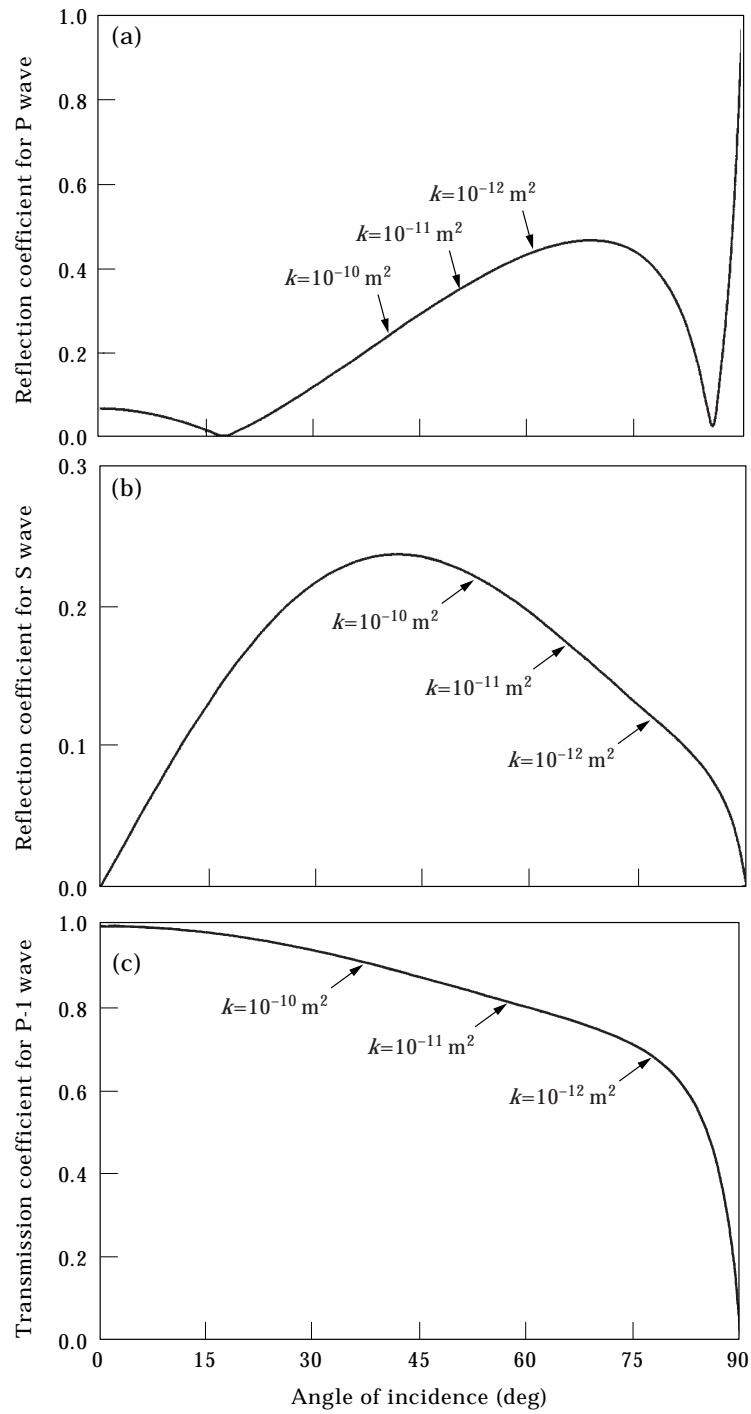 (a)
Reflection coefficient for P wave
1.0
0.8
0.6
0.4
0.2
0.0
k=10⁻¹² m²
k=10⁻¹¹ m²
k=10⁻¹⁰ m²
(b)
Reflection coefficient for S wave
0.3
0.2
0.1
0.0
k=10⁻¹⁰ m²
k=10⁻¹¹ m²
k=10⁻¹² m²
(c)
Transmission coefficient for P-1 wave
1.0
0.8
0.6
0.4
0.2
0.0
k=10⁻¹⁰ m²
k=10⁻¹¹ m²
k=10⁻¹² m²
0 15 30 45 60 75 90
Angle of incidence (deg)